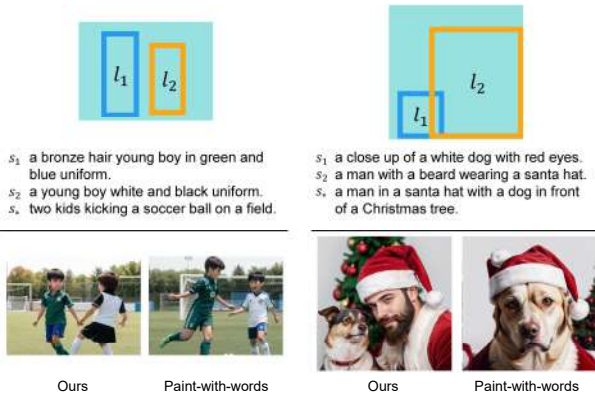 l₁
l₂
s₁ a bronze hair young boy in green and
blue uniform.
s₂ a young boy white and black uniform.
s* two kids kicking a soccer ball on a field.
Ours
Paint-with-words
l₁
l₂
s₁ a close up of a white dog with red eyes.
s₂ a man with a beard wearing a santa hat.
s* a man in a santa hat with a dog in front
of a Christmas tree.
Ours
Paint-with-words